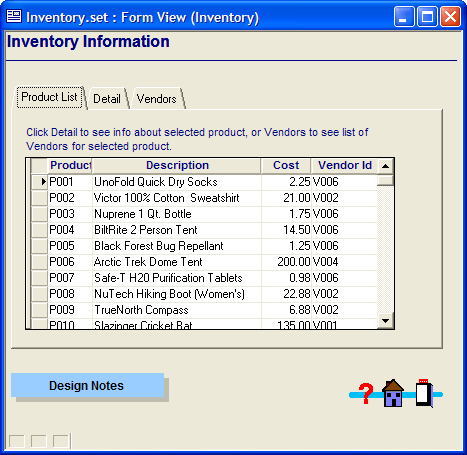 Inventory.set : Form View (Inventory)
Inventory Information
Product List Detail Vendors
Click Detail to see info about selected product, or Vendors to see list of
Vendors for selected product.
Product Description Cost Vendor Id
P001 UnoFold Quick Dry Socks 2.25 V006
P002 Victor 100% Cotton Sweatshirt 21.00 V002
P003 Nuprene 1 Qt. Bottle 1.75 V006
P004 BiltRite 2 Person Tent 14.50 V006
P005 Black Forest Bug Repellant 1.25 V006
P006 Arctic Trek Dome Tent 200.00 V004
P007 Safe-T H20 Purification Tablets 0.98 V006
P008 NuTech Hiking Boot (Women's) 22.88 V002
P009 TrueNorth Compass 6.88 V002
P010 Slazinger Cricket Bat 135.00 V001
Design Notes
?